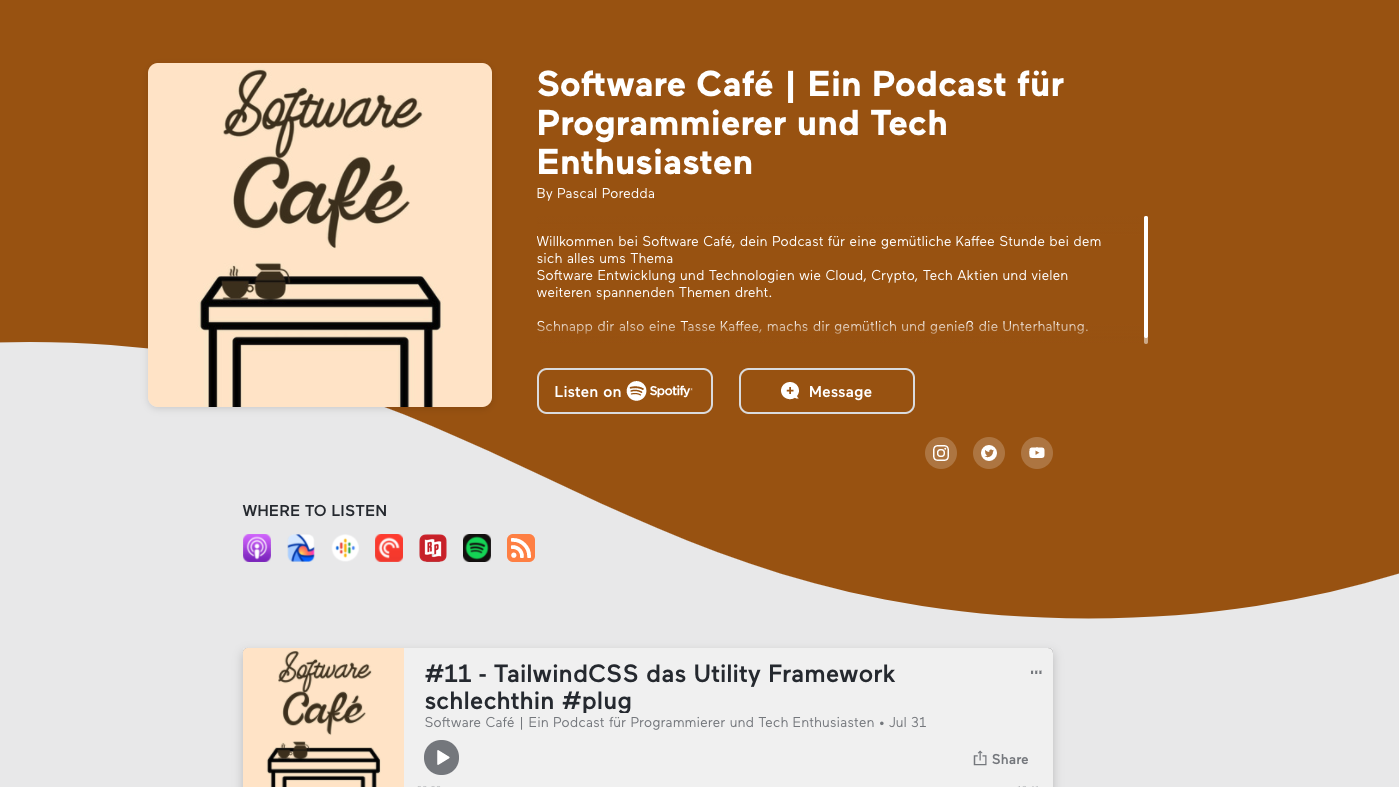 Software
Café
Software Café | Ein Podcast für
Programmierer und Tech
Enthusiasten
By Pascal Poredda
Willkommen bei Software Café, dein Podcast für eine gemütliche Kaffee Stunde bei dem
sich alles ums Thema
Software Entwicklung und Technologien wie Cloud, Crypto, Tech Aktien und vielen
weiteren spannenden Themen dreht.
Schnapp dir also eine Tasse Kaffee, machs dir gemütlich und genieß die Unterhaltung.
Listen on Spotify
Message
WHERE TO LISTEN
Software
Café
#11 - TailwindCSS das Utility Framework
schlechthin #plug
Software Café | Ein Podcast für Programmierer und Tech Enthusiasten • Jul 31
Share